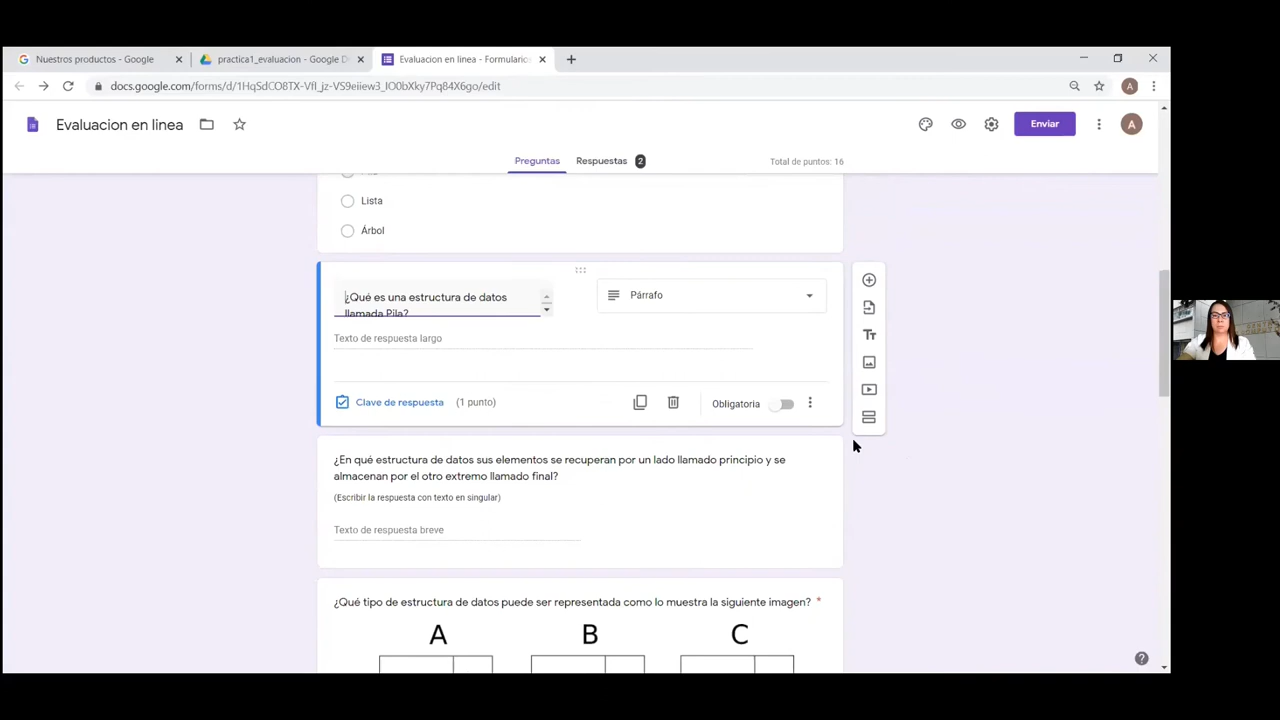 Nuestros productos - Google
practica1_evaluacion - Google D
Evaluacion en linea - Formulario
docs.google.com/forms/d/1HqSdCO8TX-VfI_jz-VS9eiiew3_IO0bXky7Pq84X6go/edit
A
Evaluacion en linea
Enviar
A
Preguntas
Respuestas 2
Total de puntos: 16
Lista
Árbol
¿Qué es una estructura de datos
llamada Pila?
Párrafo
Tт
Texto de respuesta largo
Clave de respuesta (1 punto)
Obligatoria
¿En qué estructura de datos sus elementos se recuperan por un lado llamado principio y se
almacenan por el otro extremo llamado final?
(Escribir la respuesta con texto en singular)
Texto de respuesta breve
¿Qué tipo de estructura de datos puede ser representada como lo muestra la siguiente imagen? *
A B C